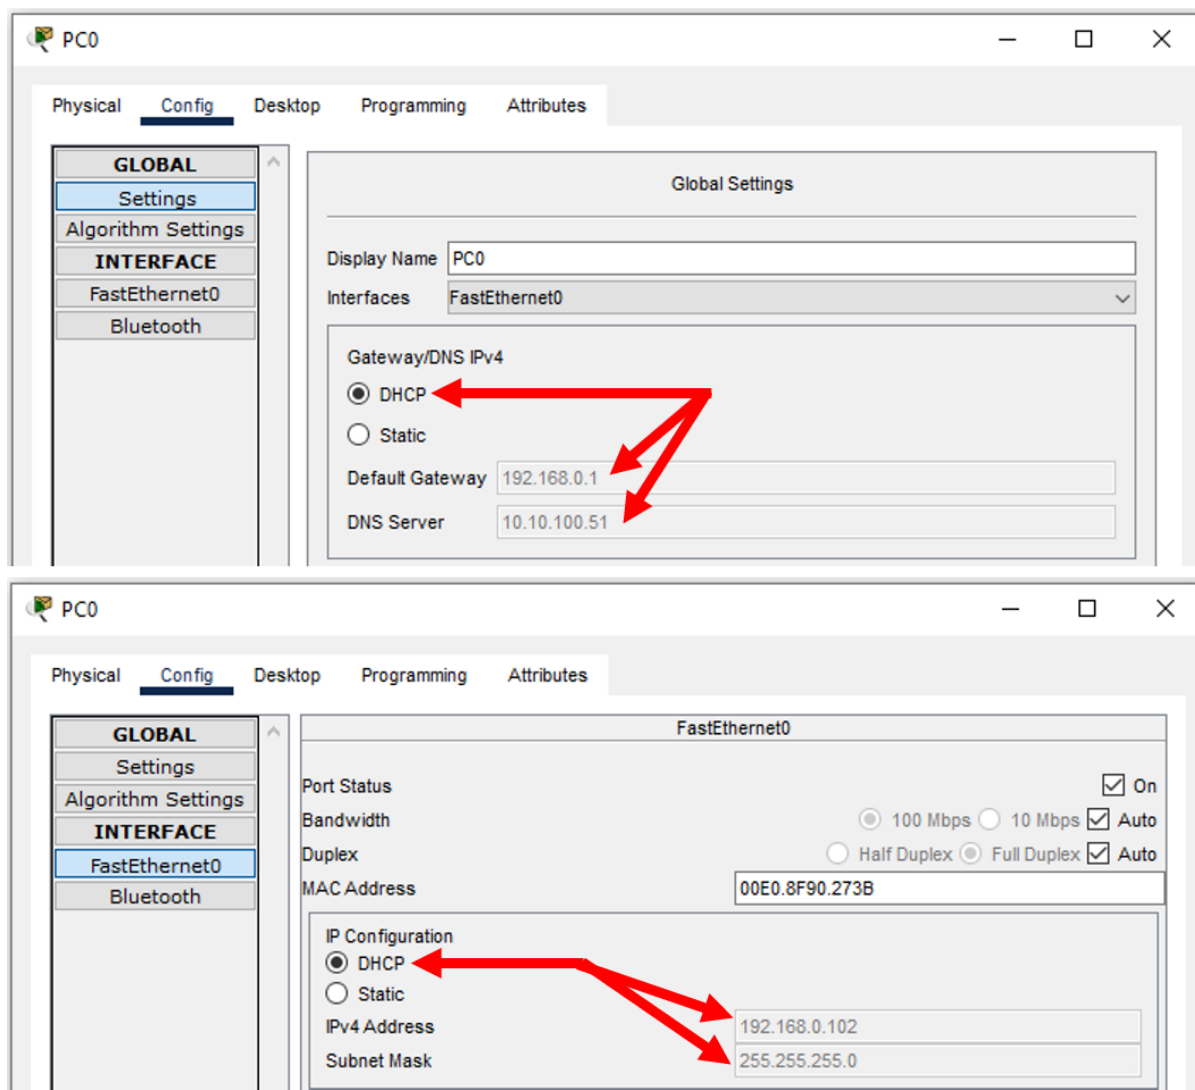 PC0
Physical Config Desktop Programming Attributes
GLOBAL
Settings
Algorithm Settings
INTERFACE
FastEthernet0
Bluetooth
Global Settings
Display Name PC0
Interfaces FastEthernet0
Gateway/DNS IPv4
DHCP
Static
Default Gateway 192.168.0.1
DNS Server 10.10.100.51
PC0
Physical Config Desktop Programming Attributes
GLOBAL
Settings
Algorithm Settings
INTERFACE
FastEthernet0
Bluetooth
FastEthernet0
Port Status On
Bandwidth 100 Mbps 10 Mbps Auto
Duplex Half Duplex Full Duplex Auto
MAC Address 00E0.8F90.273B
IP Configuration
DHCP
Static
IPv4 Address 192.168.0.102
Subnet Mask 255.255.255.0